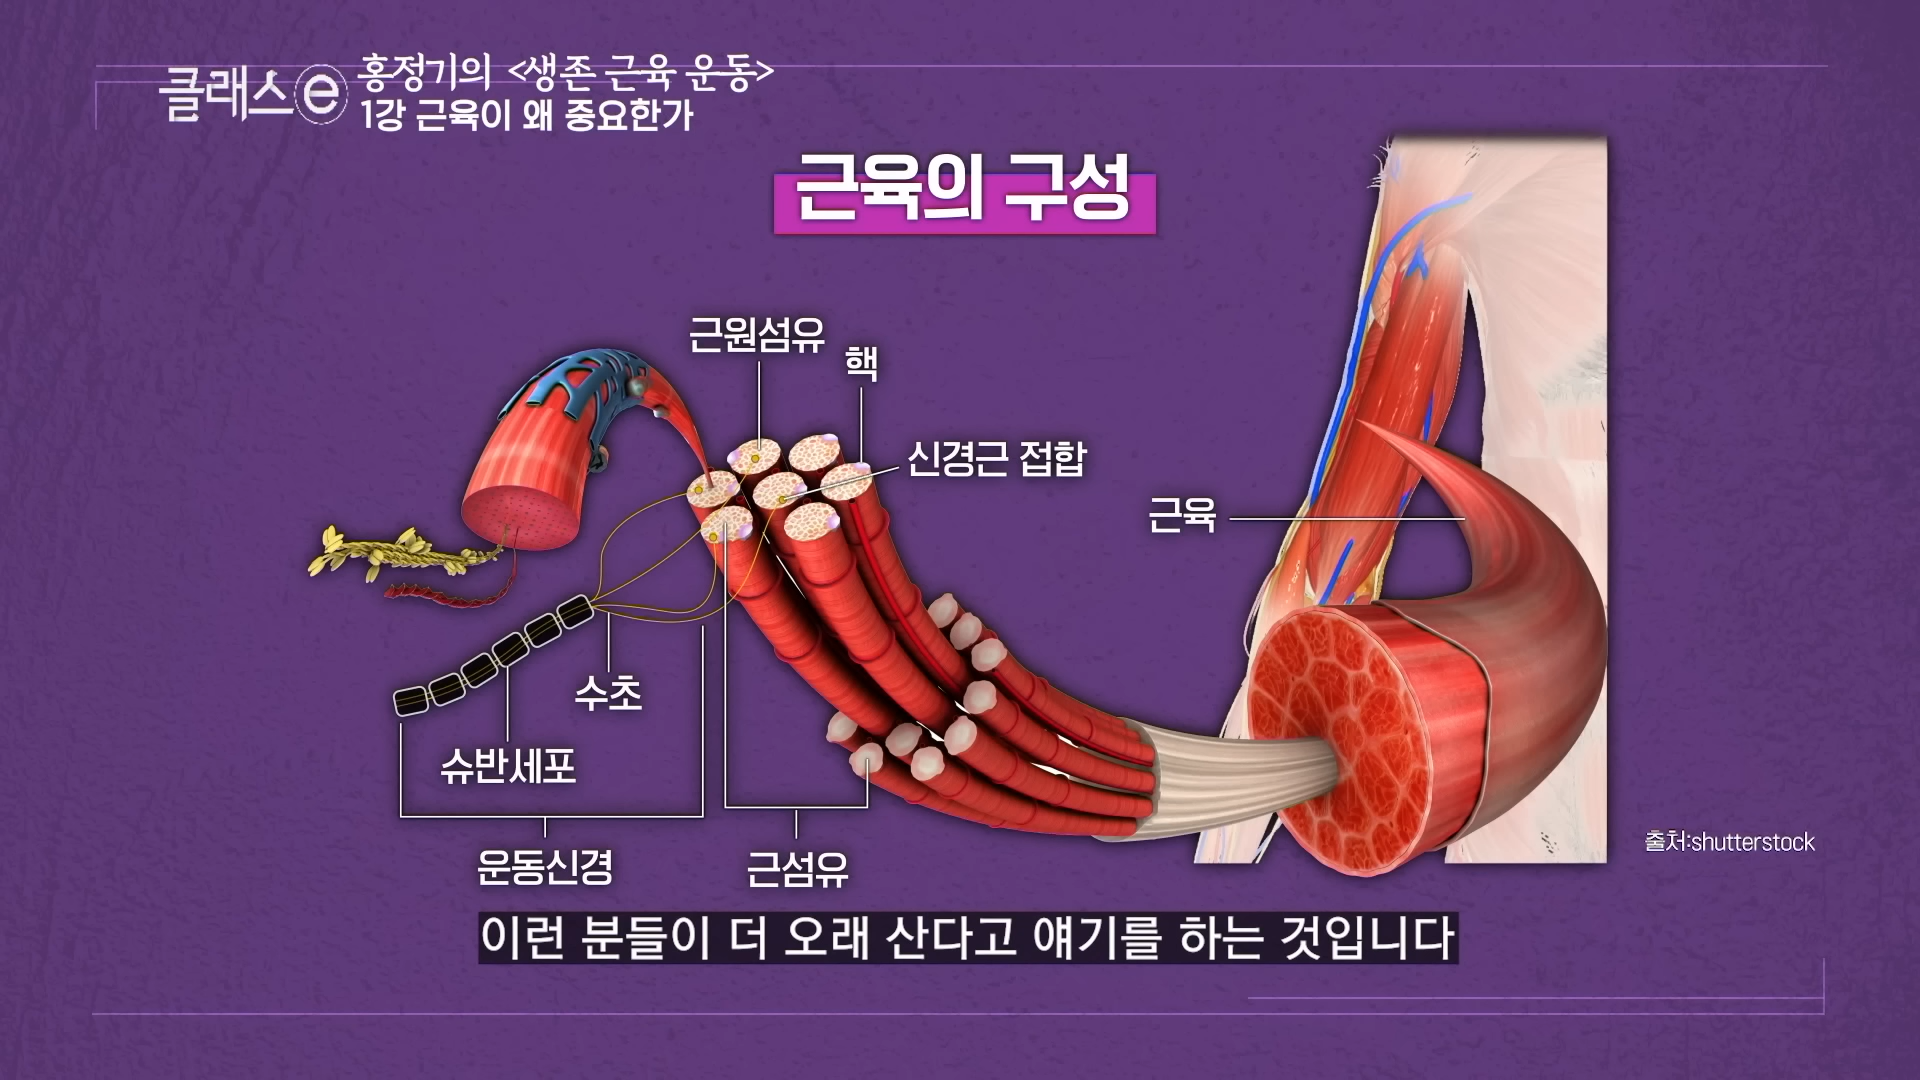 클래스e
홍정기의 <생존 근육 운동>
1강 근육이 왜 중요한가
근육의 구성
근원섬유
핵
신경근 접합
근육
수초
슈반세포
운동신경
근섬유
출처:shutterstock
이런 분들이 더 오래 산다고 얘기를 하는 것입니다